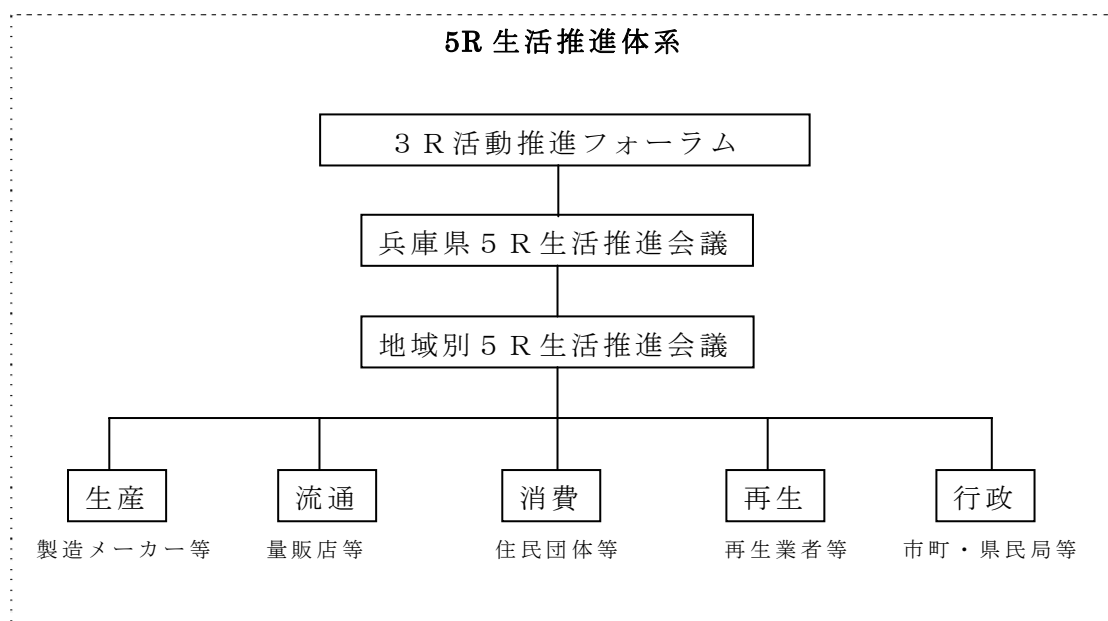 5R 生活推進体系
３Ｒ活動推進フォーラム
兵庫県５Ｒ生活推進会議
地域別５Ｒ生活推進会議
生産
流通
消費
再生
行政
製造メーカー等
量販店等
住民団体等
再生業者等
市町・県民局等